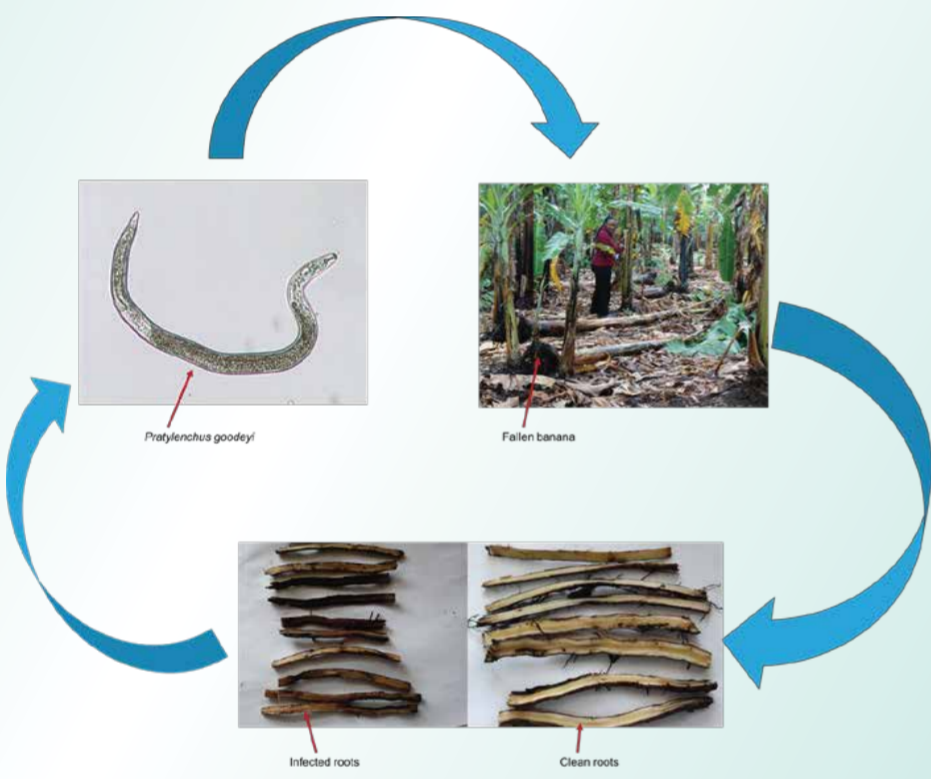 Pratylenchus goodeyi
Fallen banana
Infected roots
Clean roots